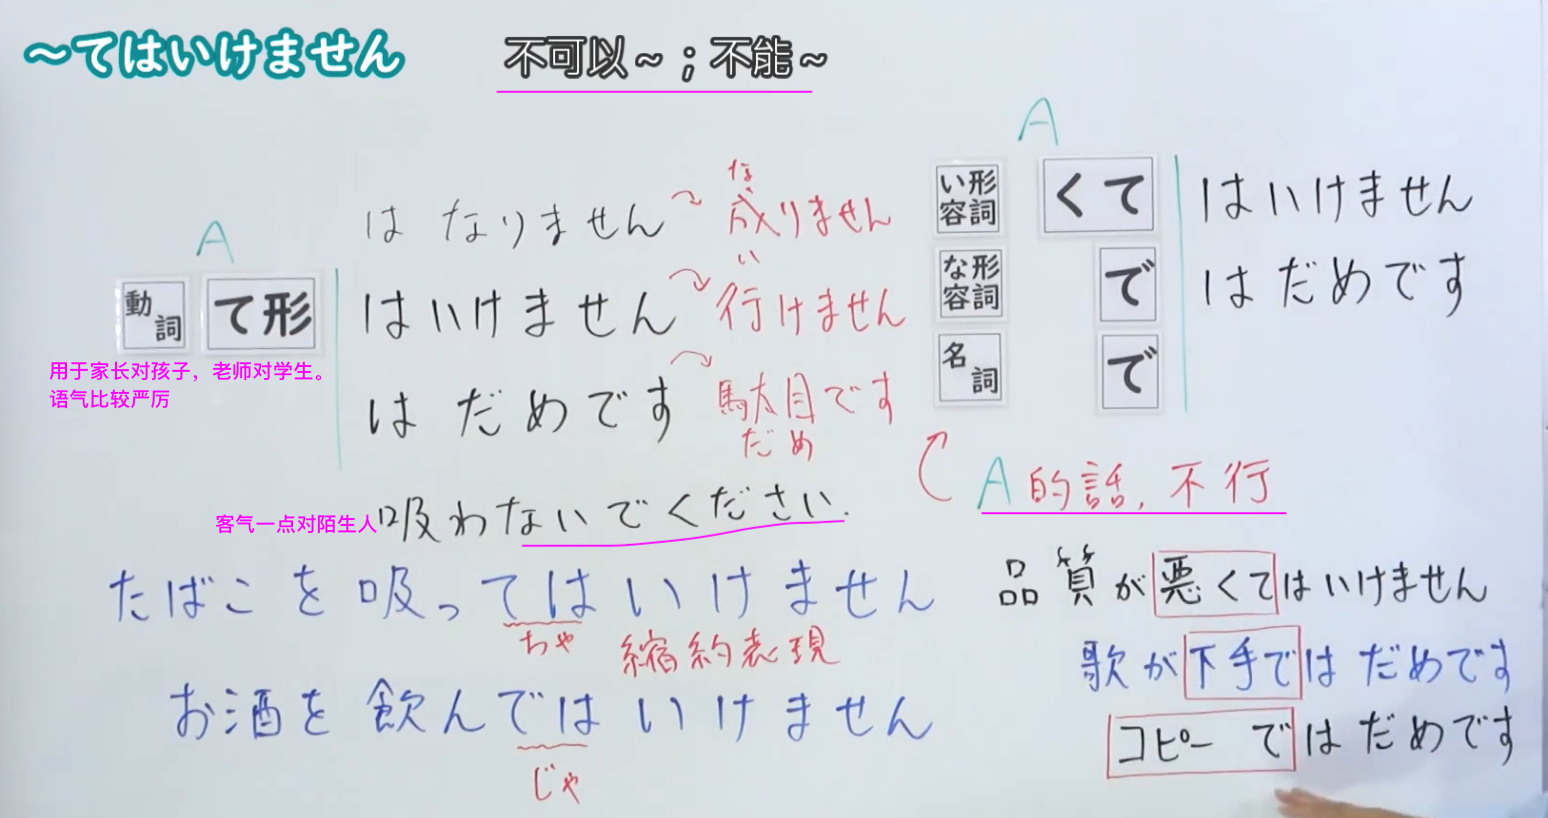 ～てはいけません 不可以～；不能～
A
動詞 て形
はなりません
な
成りません
はいけません
い
行けません
はだめです
駄目です
だめ
用于家长对孩子，老师对学生。
语气比较严厉
A
い形容詞 くて
な形容詞 で
名詞 で
はいけません
はだめです
A的話，不行
客气一点对陌生人
吸わないでください.
たばこを吸ってはいけません
ちゃ 縮約表現
お酒を飲んではいけません
じゃ
品質が悪くてはいけません
歌が下手ではだめです
コピーではだめです